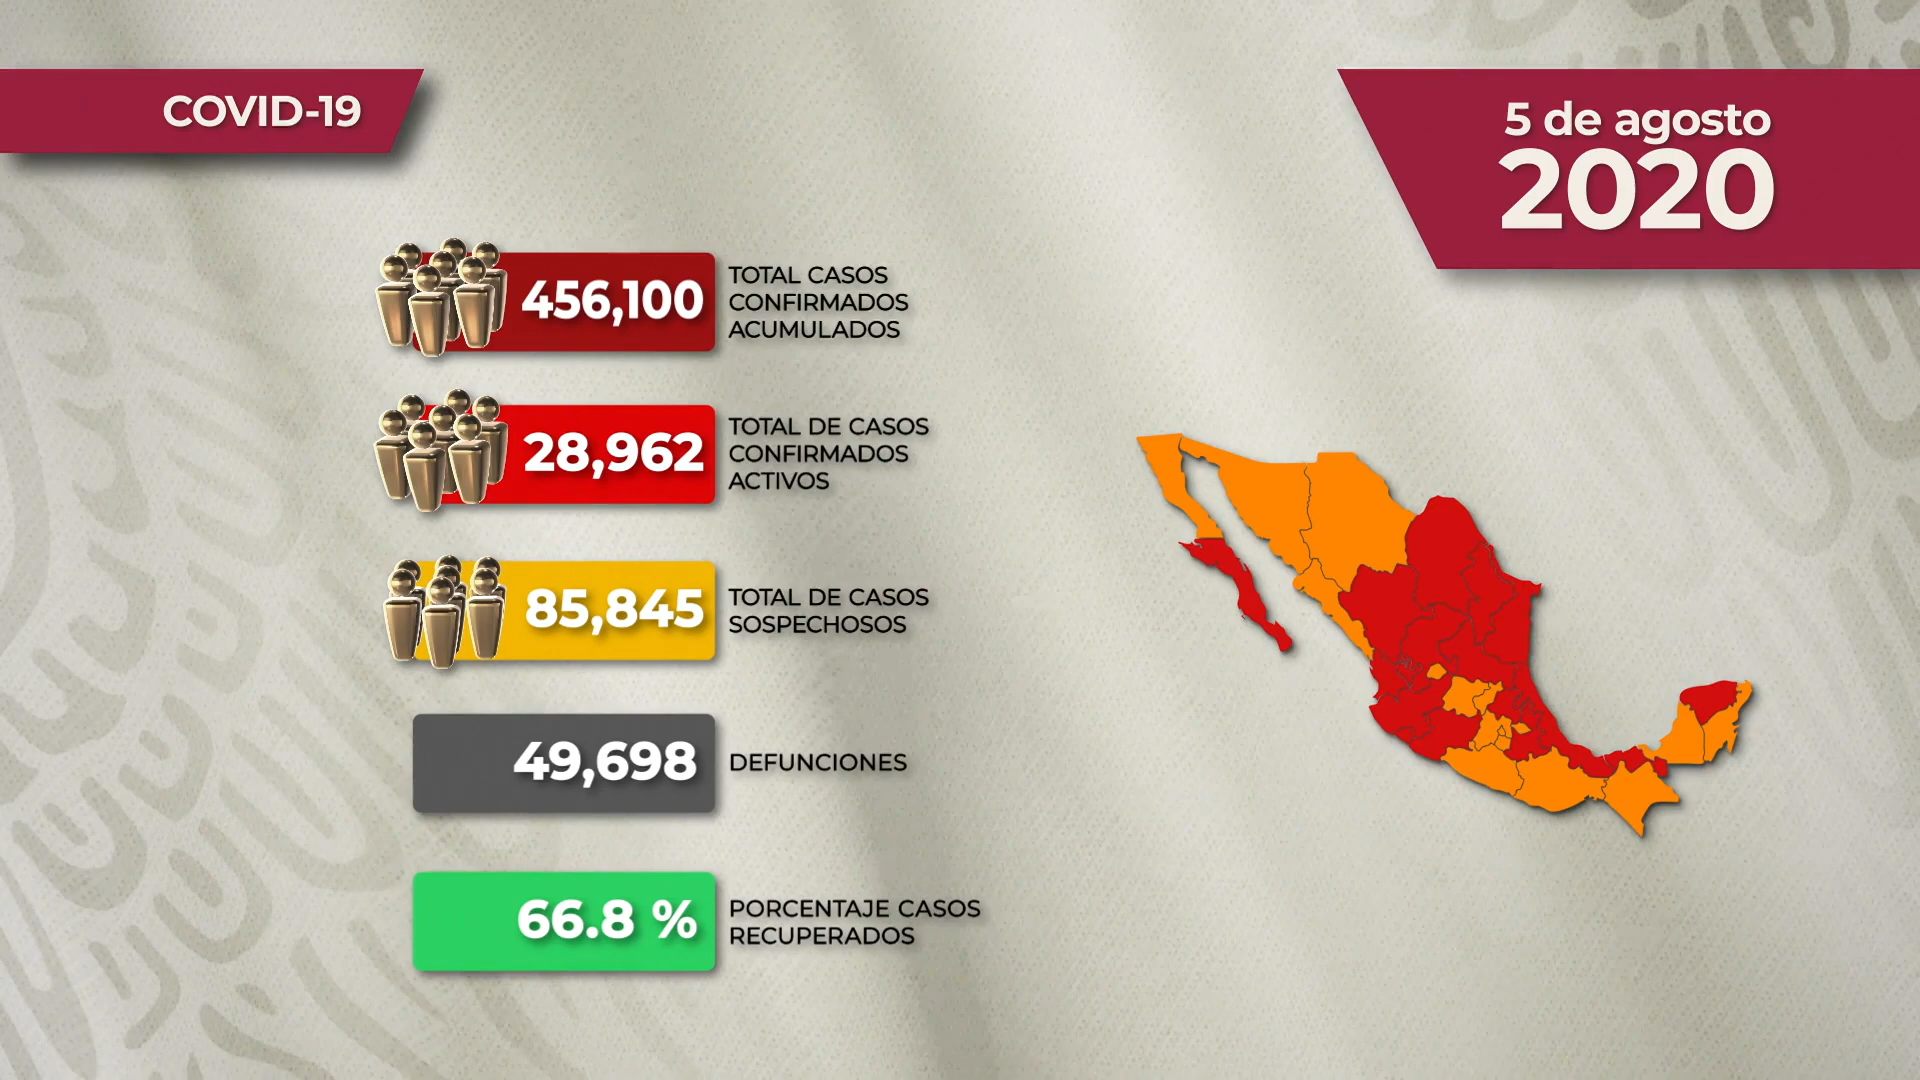 COVID-19
5 de agosto
2020
456,100
TOTAL CASOS
CONFIRMADOS
ACUMULADOS
28,962
TOTAL DE CASOS
CONFIRMADOS
ACTIVOS
85,845
TOTAL DE CASOS
SOSPECHOSOS
49,698
DEFUNCIONES
66.8 %
PORCENTAJE CASOS
RECUPERADOS